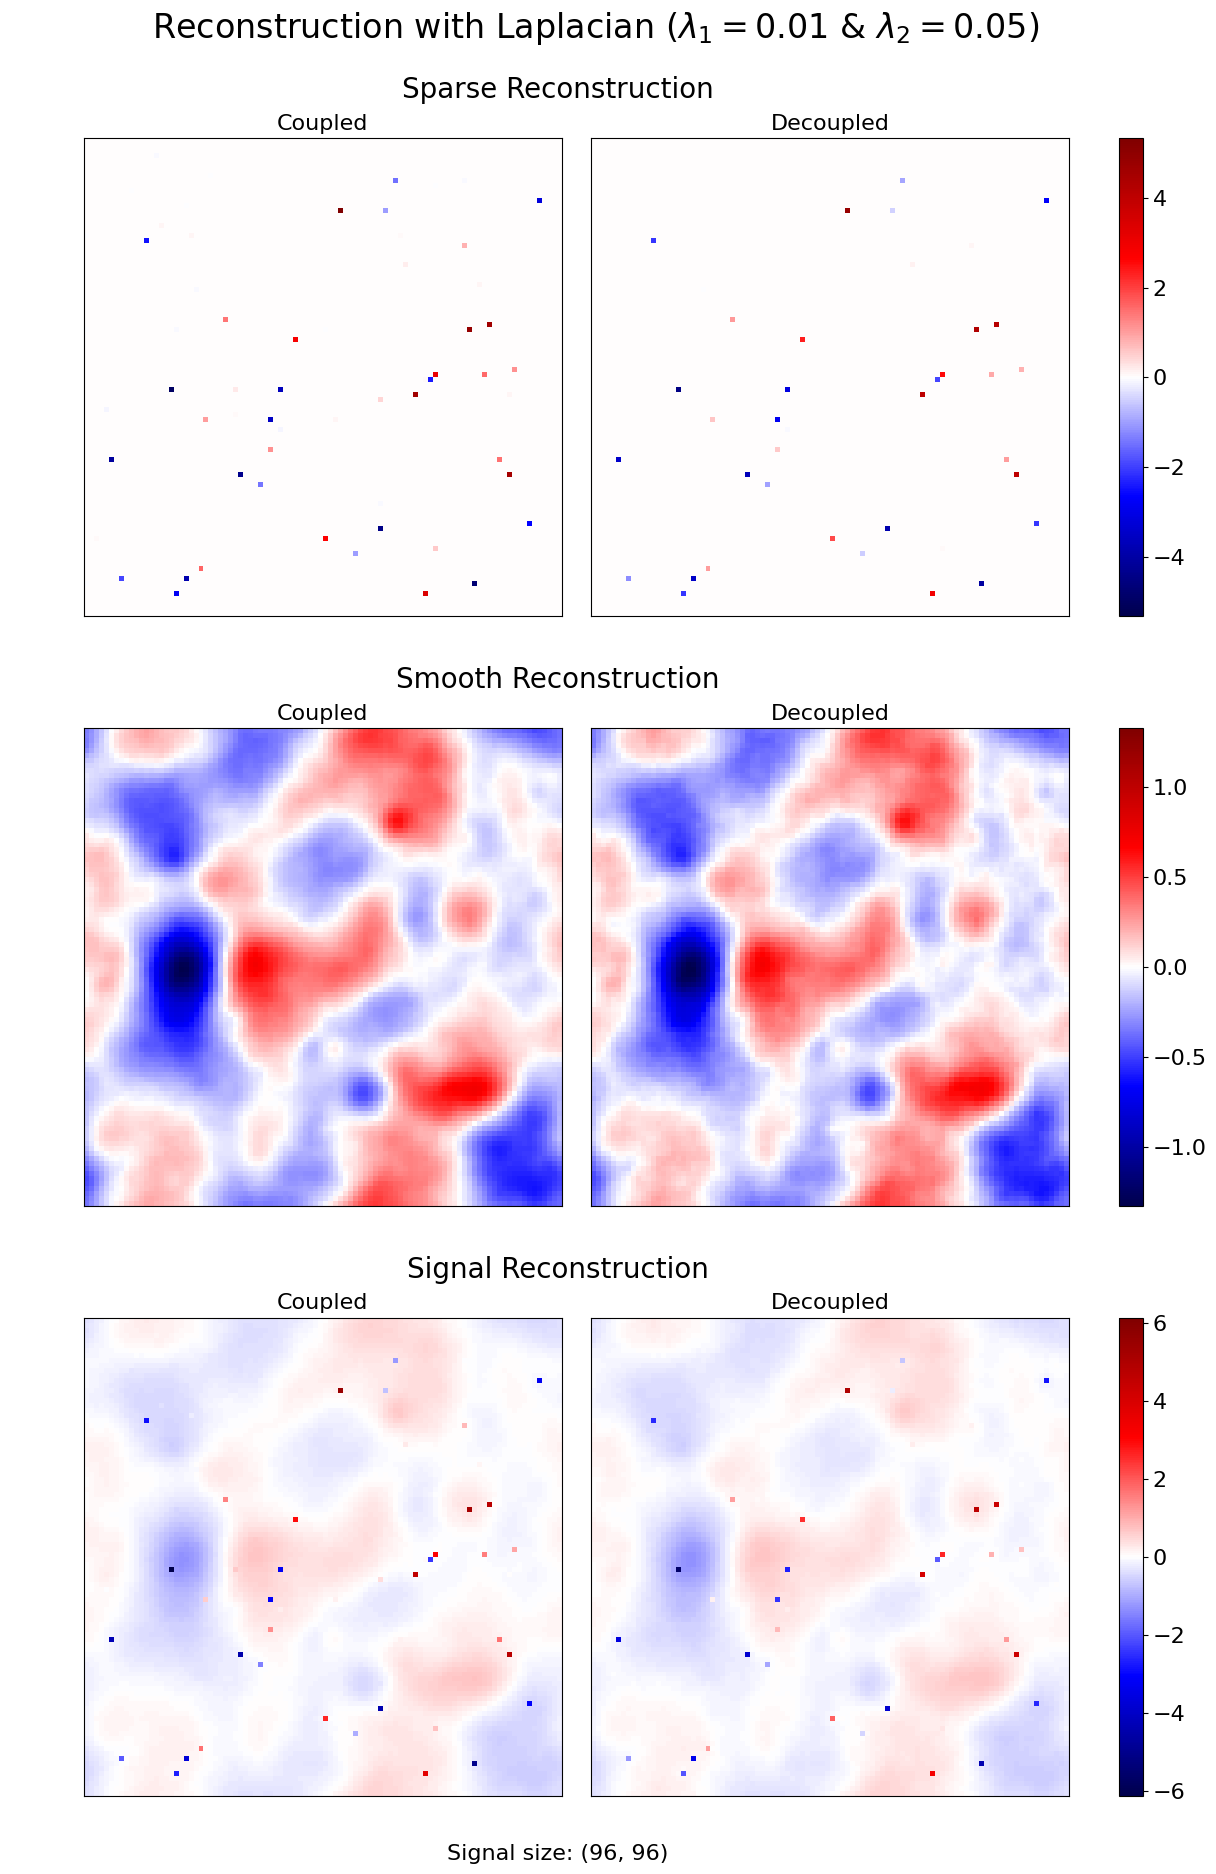 Reconstruction with Laplacian (λ₁ = 0.01 & λ₂ = 0.05)
Sparse Reconstruction
Coupled
Decoupled
4
2
0
−2
−4
Smooth Reconstruction
Coupled
Decoupled
1.0
0.5
0.0
−0.5
−1.0
Signal Reconstruction
Coupled
Decoupled
6
4
2
0
−2
−4
−6
Signal size: (96, 96)